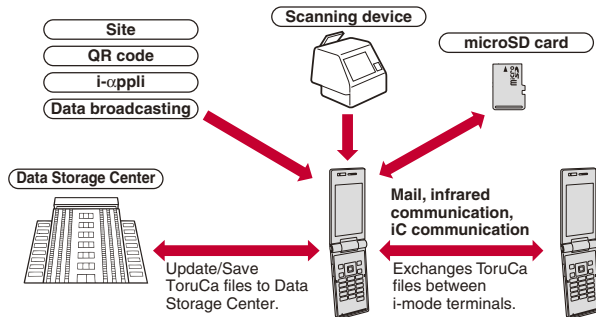 Site
QR code
i-αppli
Data broadcasting
Scanning device
microSD card
Data Storage Center
Mail, infrared
communication,
iC communication
Update/Save
ToruCa files to Data
Storage Center.
Exchanges ToruCa
files between
i-mode terminals.